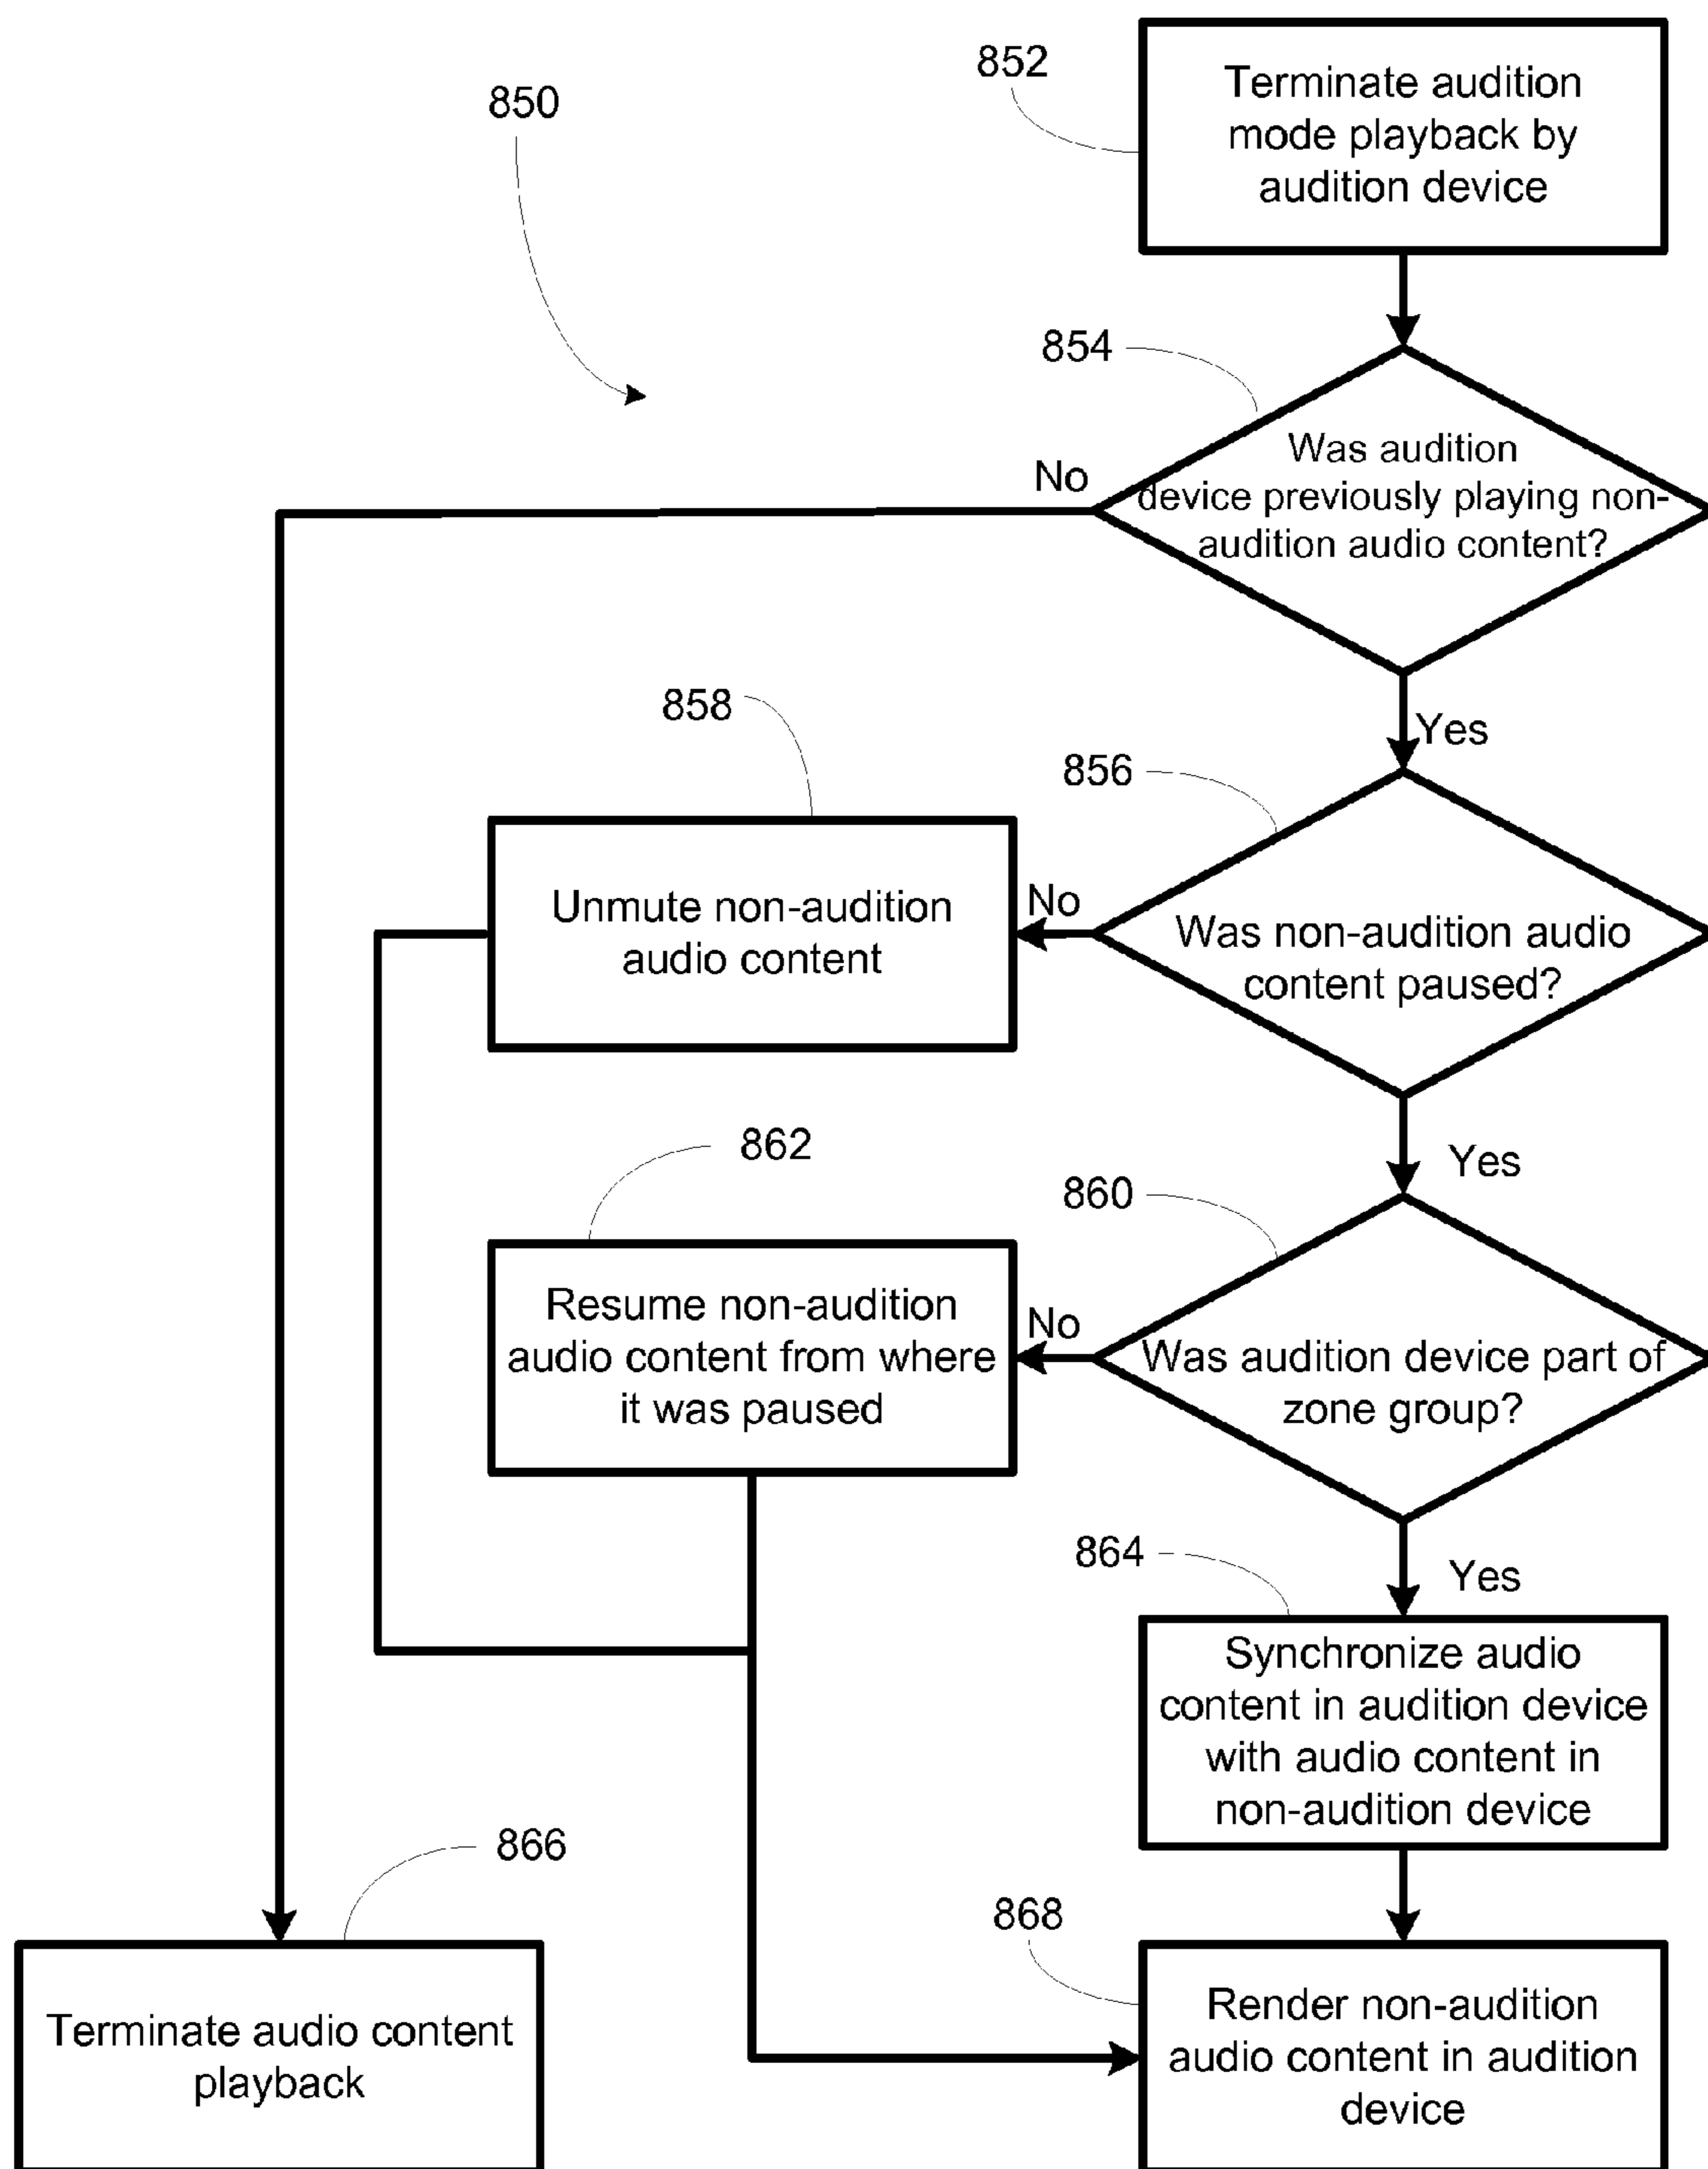 852
Terminate audition
mode playback by
audition device
850
854
Was audition
device previously playing non-
audition audio content?
No
Yes
858
856
Unmute non-audition
audio content
No
Was non-audition audio
content paused?
Yes
862
860
Resume non-audition
audio content from where
it was paused
No
Was audition device part of
zone group?
Yes
864
Synchronize audio
content in audition device
with audio content in
non-audition device
866
868
Terminate audio content
playback
Render non-audition
audio content in audition
device